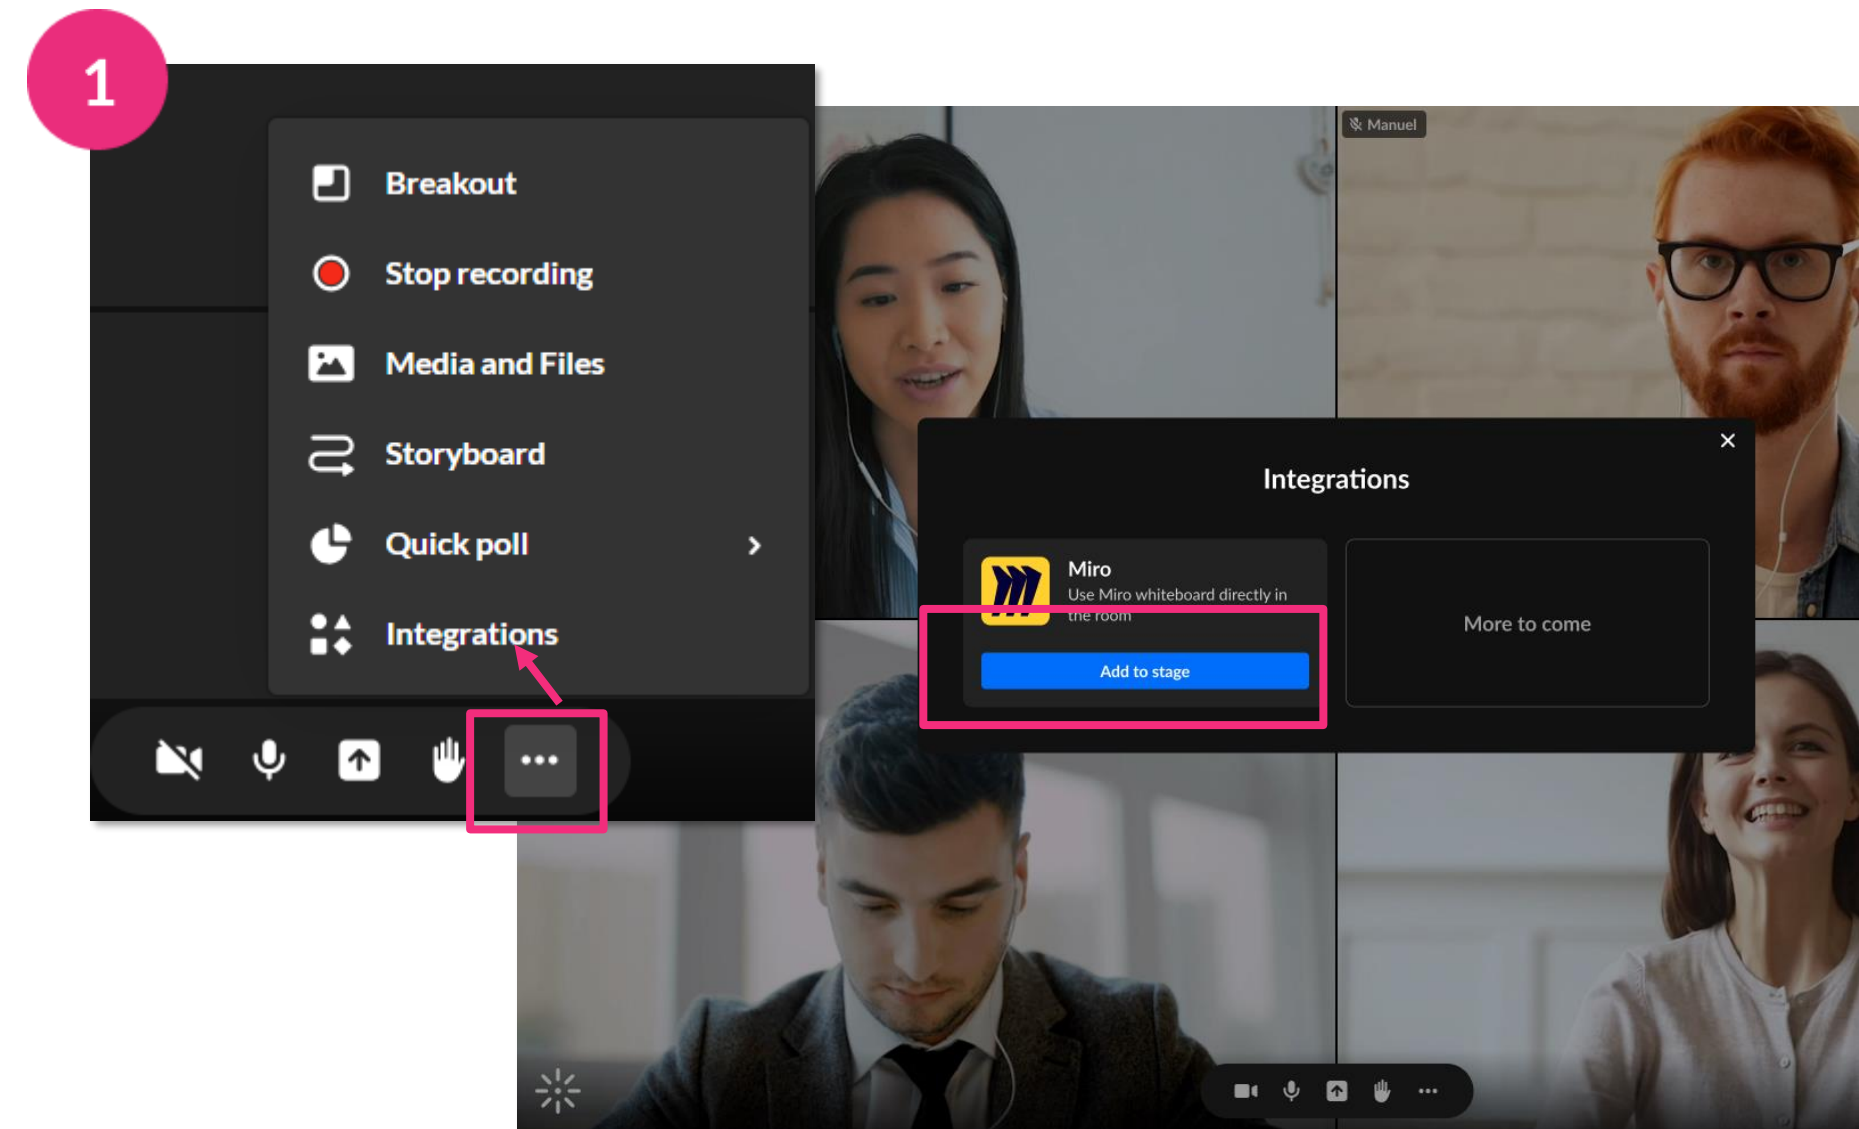 1
Breakout
Stop recording
Media and Files
Storyboard
Quick poll
Integrations
Manuel
Integrations
Miro
Use Miro whiteboard directly in
the room
Add to stage
More to come